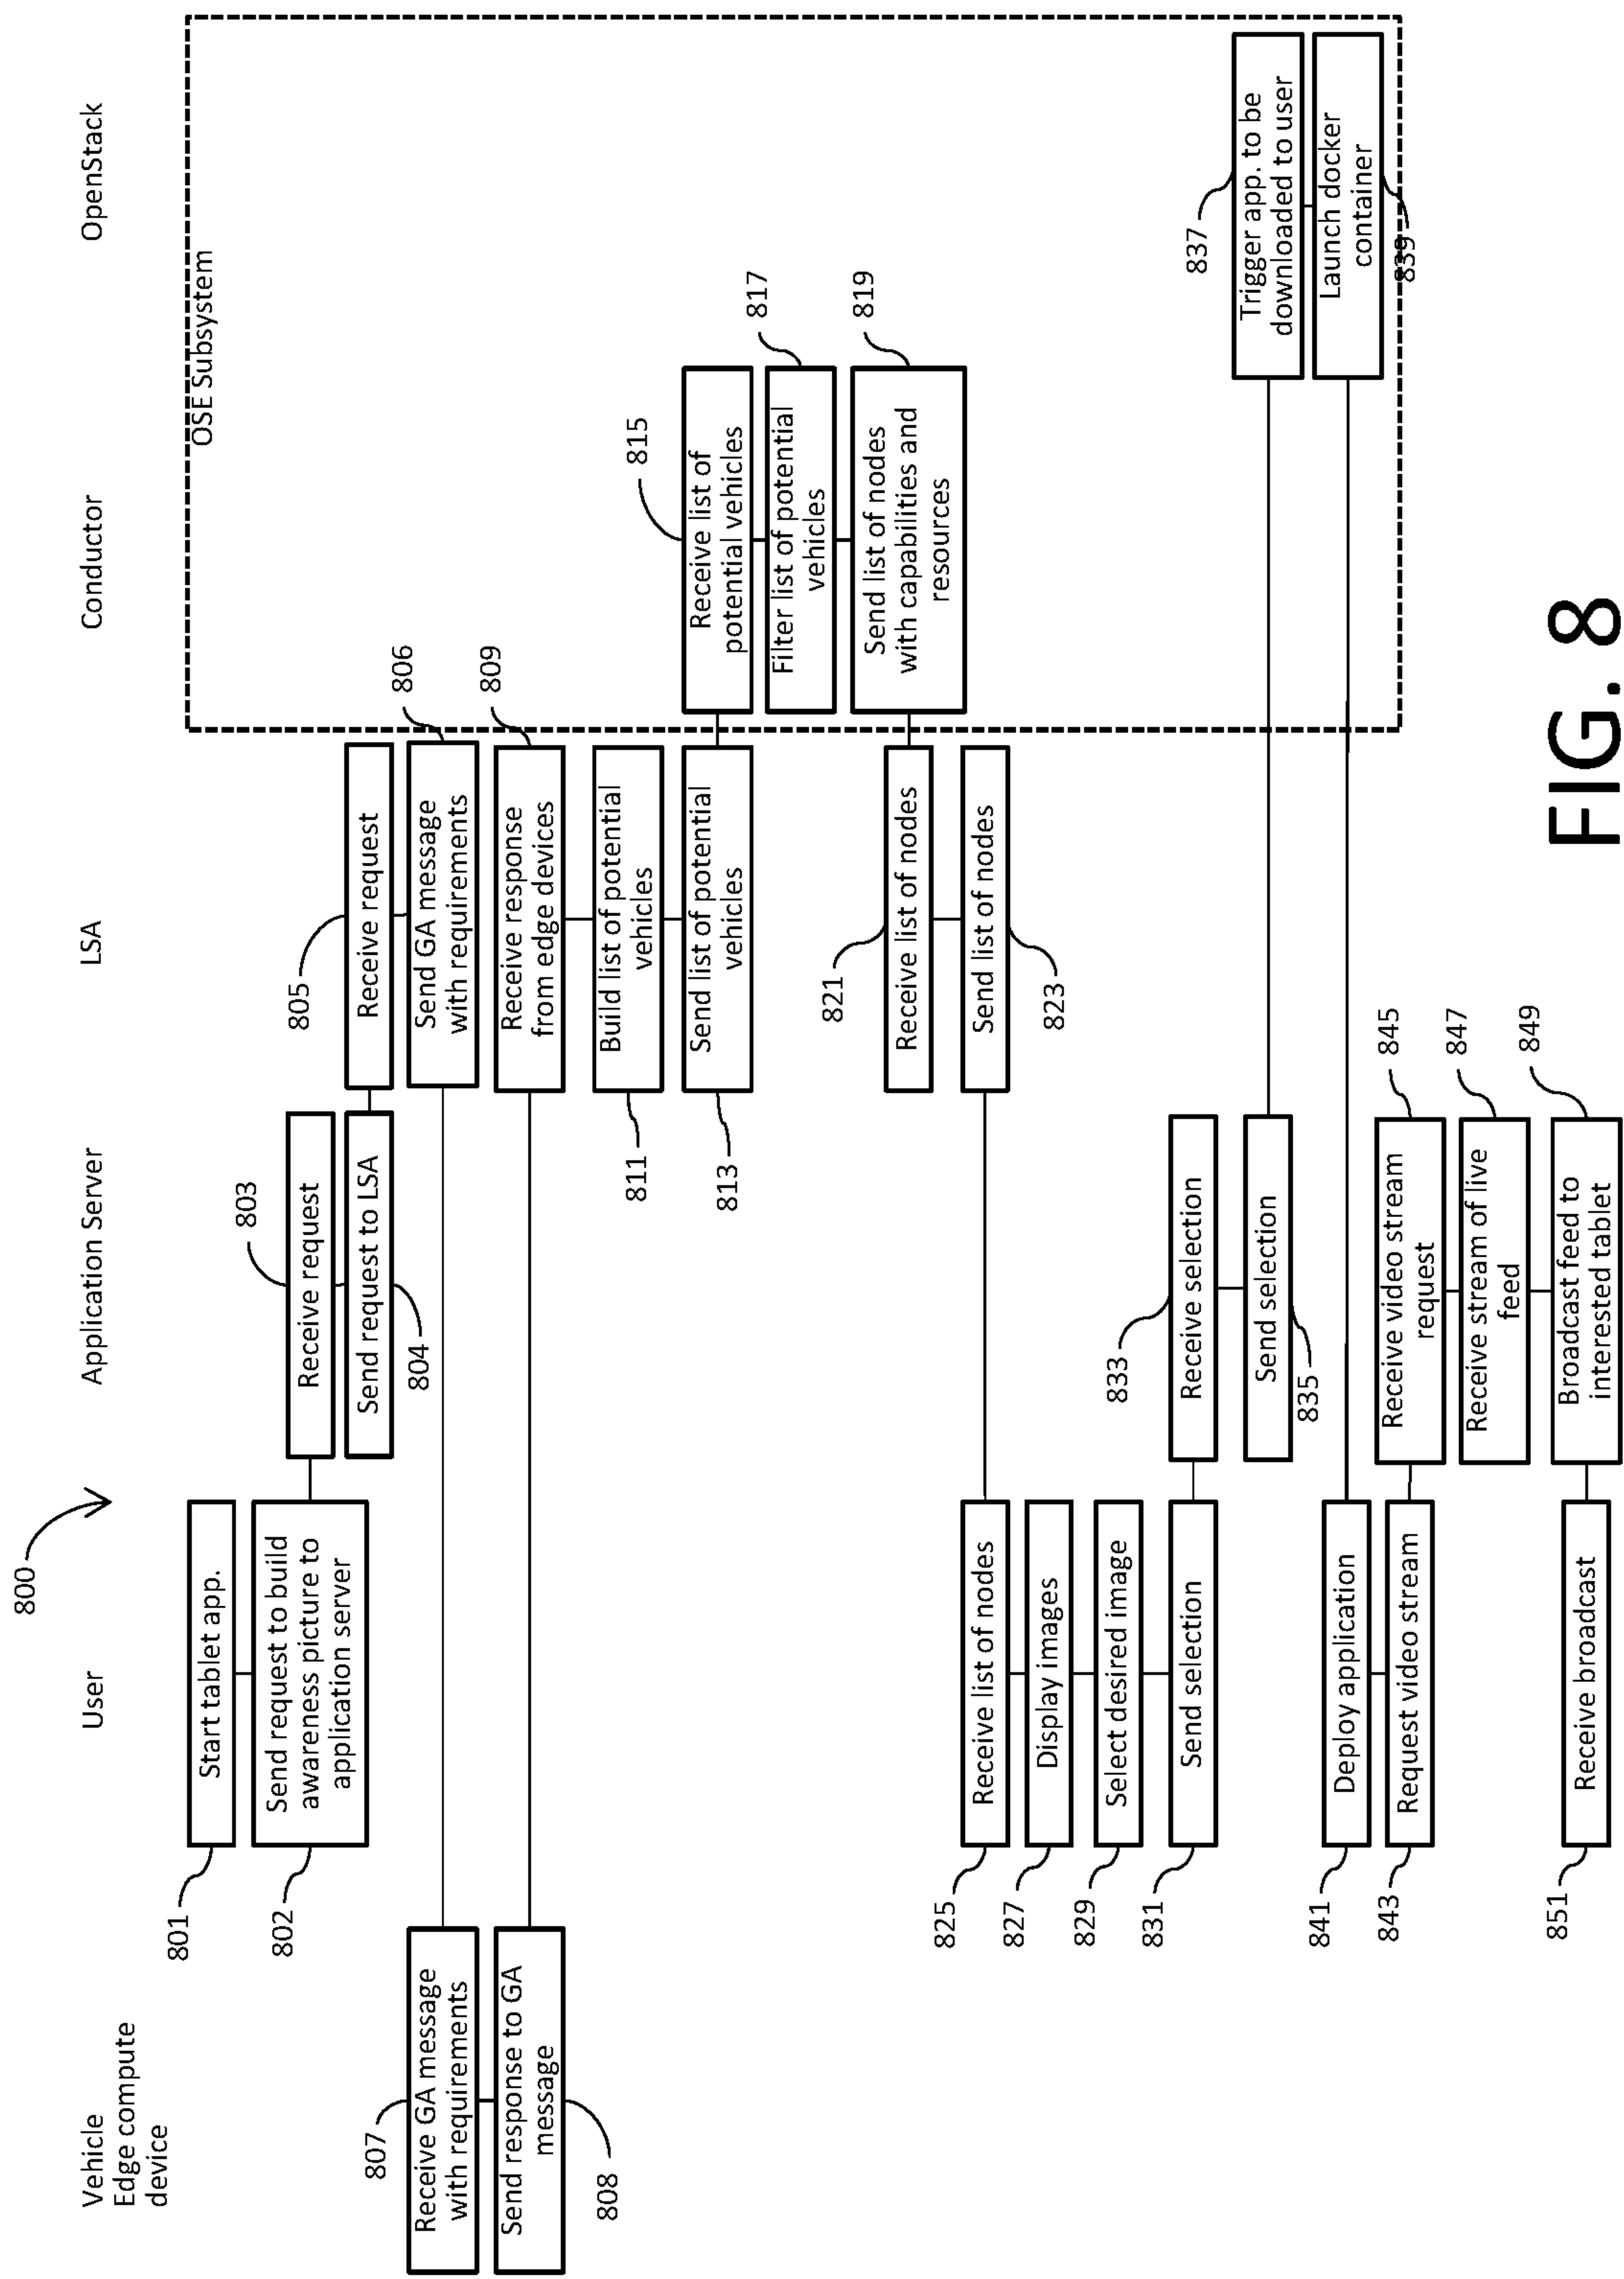 800
Vehicle
Edge compute
device
User
Application Server
LSA
Conductor
OpenStack
OSE Subsystem
801
Start tablet app.
802
Send request to build
awareness picture to
application server
803
Receive request
Send request to LSA
804
805
Receive request
806
Send GA message
with requirements
807
Receive GA message
with requirements
Send response to GA
message
808
809
Receive response
from edge devices
Build list of potential
vehicles
811
Send list of potential
vehicles
813
815
Receive list of
potential vehicles
817
Filter list of potential
vehicles
819
Send list of nodes
with capabilities and
resources
821
Receive list of nodes
Send list of nodes
823
825
Receive list of nodes
827
Display images
829
Select desired image
831
Send selection
833
Receive selection
Send selection
835
837
Trigger app. to be
downloaded to user
Launch docker
container
839
841
Deploy application
843
Request video stream
845
Receive video stream
request
847
Receive stream of live
feed
849
Broadcast feed to
interested tablet
851
Receive broadcast
FIG. 8